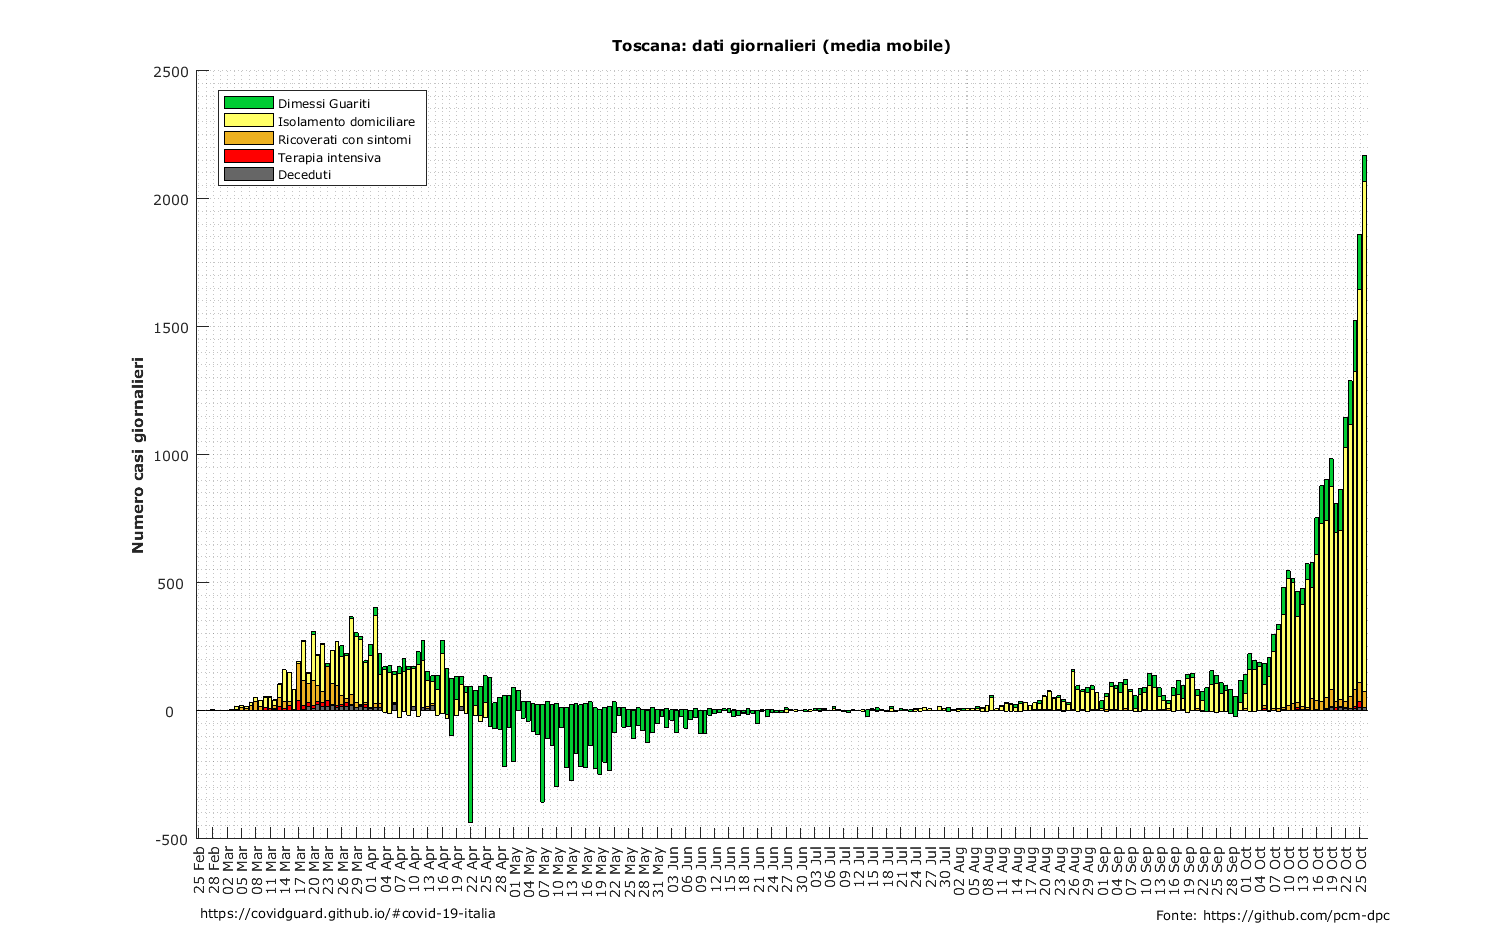 Toscana: dati giornalieri (media mobile)
2500
2000
1500
1000
500
0
-500
Numero casi giornalieri
Dimessi Guariti
Isolamento domiciliare
Ricoverati con sintomi
Terapia intensiva
Deceduti
25 Feb
28 Feb
02 Mar
05 Mar
08 Mar
11 Mar
14 Mar
17 Mar
20 Mar
23 Mar
26 Mar
29 Mar
01 Apr
04 Apr
07 Apr
10 Apr
13 Apr
16 Apr
19 Apr
22 Apr
25 Apr
28 Apr
01 May
04 May
07 May
10 May
13 May
16 May
19 May
22 May
25 May
28 May
31 May
03 Jun
06 Jun
09 Jun
12 Jun
15 Jun
18 Jun
21 Jun
24 Jun
27 Jun
30 Jun
03 Jul
06 Jul
09 Jul
12 Jul
15 Jul
18 Jul
21 Jul
24 Jul
27 Jul
30 Jul
02 Aug
05 Aug
08 Aug
11 Aug
14 Aug
17 Aug
20 Aug
23 Aug
26 Aug
29 Aug
01 Sep
04 Sep
07 Sep
10 Sep
13 Sep
16 Sep
19 Sep
22 Sep
25 Sep
28 Sep
01 Oct
04 Oct
07 Oct
10 Oct
13 Oct
16 Oct
19 Oct
22 Oct
25 Oct
https://covidguard.github.io/#covid-19-italia
Fonte: https://github.com/pcm-dpc